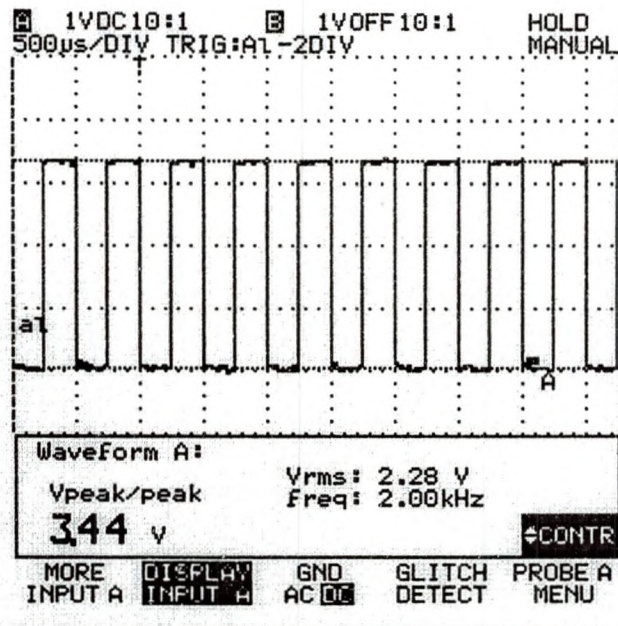 A 1VDC10:1 B 1VOFF10:1 HOLD
500µs/DIV TRIG:A1-2DIV MANUAL
a1
A
Waveform A:
Vrms: 2.28 V
Vpeak/peak Freq: 2.00kHz
3.44 V
CONTR
MORE INPUT A
DISPLAY INPUT A
GND AC DC
GLITCH DETECT
PROBE A MENU